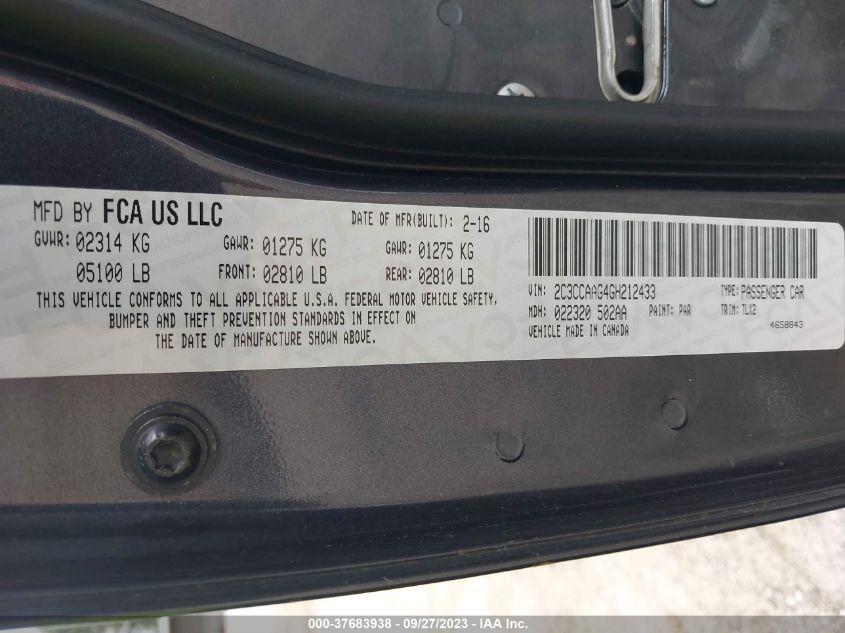 MFD BY FCA US LLC DATE OF MFR(BUILT): 2-16
GVWR: 02314 KG GAWR: 01275 KG GAWR: 01275 KG
05100 LB FRONT: 02810 LB REAR: 02810 LB
THIS VEHICLE CONFORMS TO ALL APPLICABLE U.S.A. FEDERAL MOTOR VEHICLE SAFETY.
BUMPER AND THEFT PREVENTION STANDARDS IN EFFECT ON
THE DATE OF MANUFACTURE SHOWN ABOVE.
VIN: 2C3CCAAG4GH212433 TYPE: PASSENGER CAR
MDH: 022320 502AA PAINT: PAR TRIM: TLX2
VEHICLE MADE IN CANADA 4658843
000-37683938 - 09/27/2023 - IAA Inc.